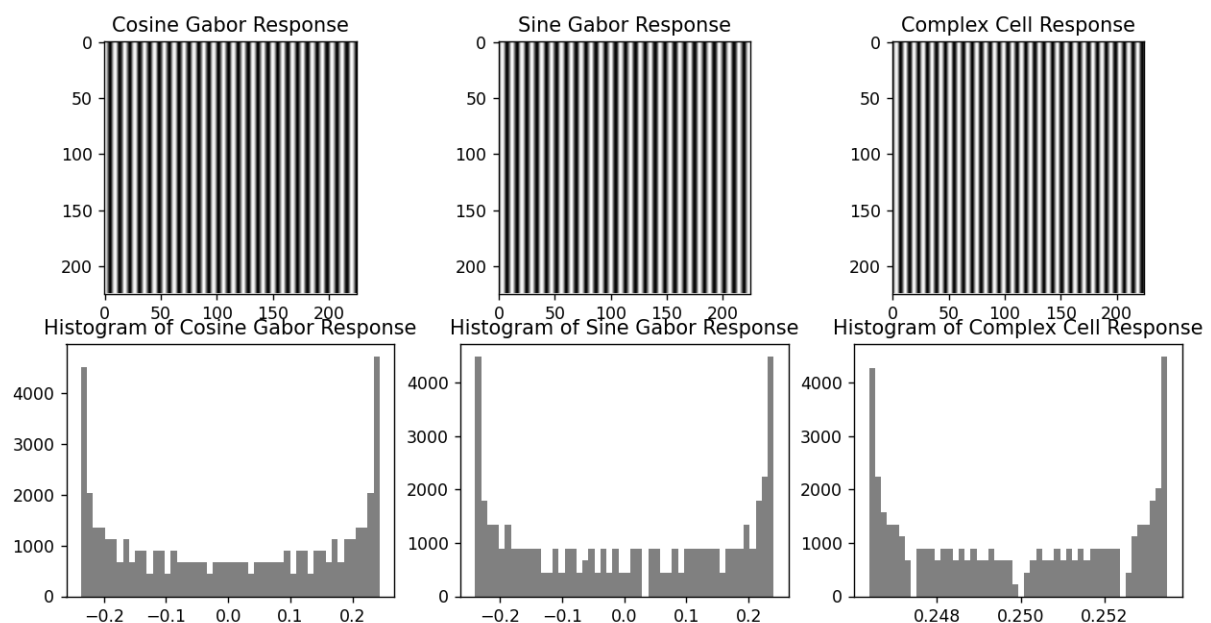 Cosine Gabor Response
Sine Gabor Response
Complex Cell Response
0
50
100
150
200
0 50 100 150 200
0
50
100
150
200
0 50 100 150 200
0
50
100
150
200
0 50 100 150 200
Histogram of Cosine Gabor Response
Histogram of Sine Gabor Response
Histogram of Complex Cell Response
4000
3000
2000
1000
0
−0.2 −0.1 0.0 0.1 0.2
4000
3000
2000
1000
0
−0.2 −0.1 0.0 0.1 0.2
4000
3000
2000
1000
0
0.248 0.250 0.252